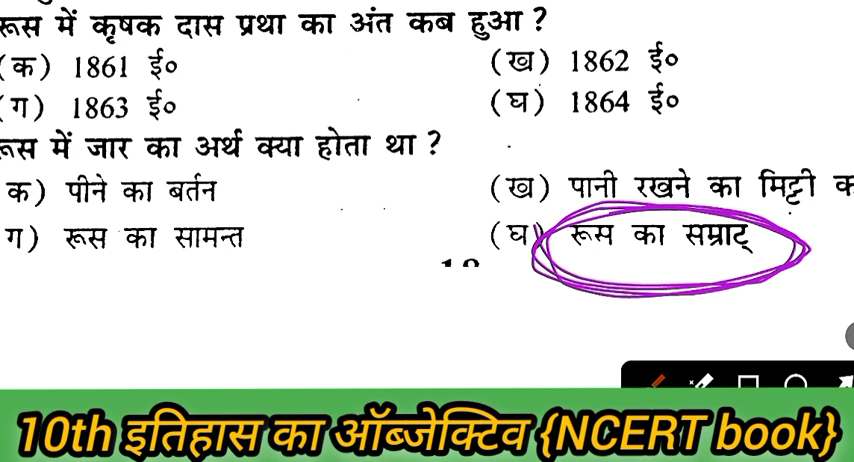 रूस में कृषक दास प्रथा का अंत कब हुआ ?
(क) 1861 ई० (ख) 1862 ई०
(ग) 1863 ई० (घ) 1864 ई०
रूस में जार का अर्थ क्या होता था ?
क) पीने का बर्तन (ख) पानी रखने का मिट्टी
ग) रूस का सामन्त (घ) रूस का सम्राट्
10th इतिहास का ऑब्जेक्टिव {NCERT book}